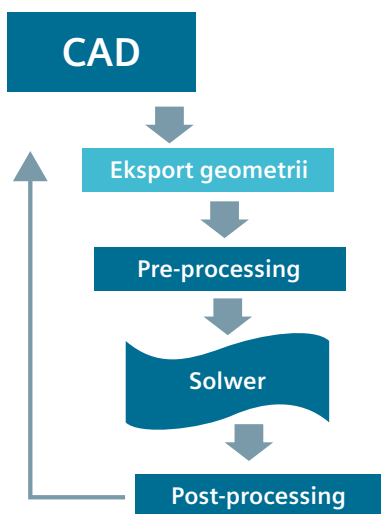 CAD
Eksport geometrii
Pre-processing
Solwer
Post-processing